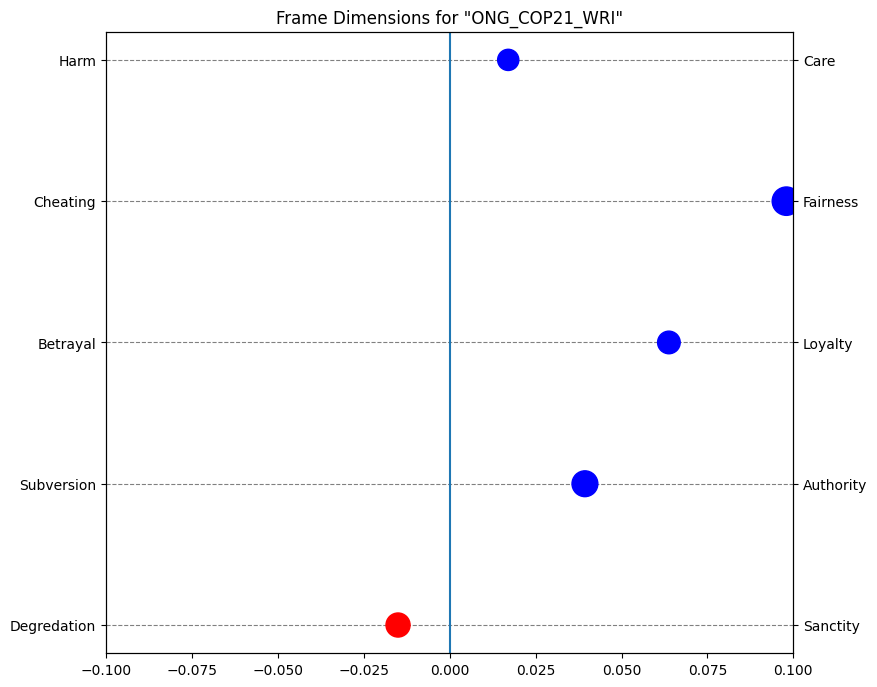 Frame Dimensions for "ONG_COP21_WRI"
Harm
Care
Cheating
Fairness
Betrayal
Loyalty
Subversion
Authority
Degredation
Sanctity
−0.100 −0.075 −0.050 −0.025 0.000 0.025 0.050 0.075 0.100